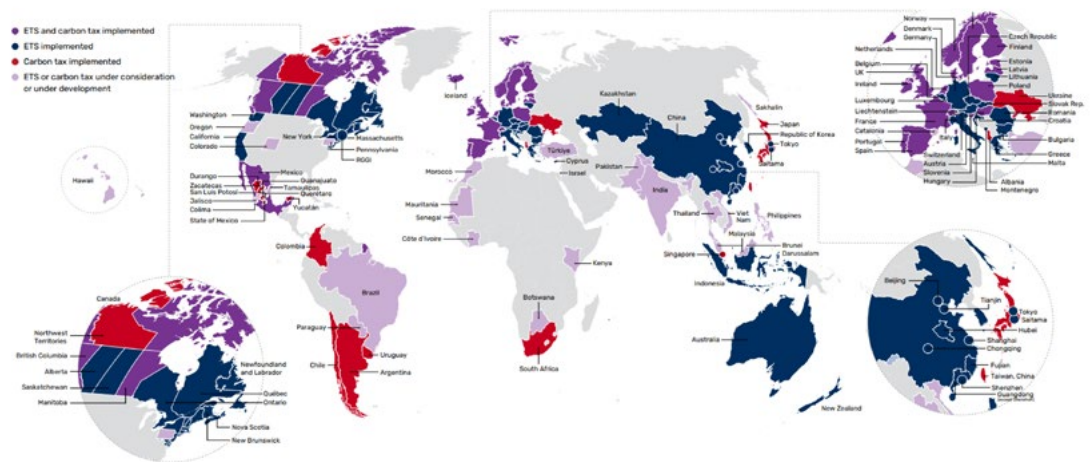 ETS and carbon tax implemented
ETS implemented
Carbon tax implemented
ETS or carbon tax under consideration
or under development
Washington
Oregon
California
Colorado
New York
Massachusetts
Pennsylvania
RGGI
Hawaii
Durango
Zacatecas
San Luis Potosi
Jalisco
Colima
State of Mexico
Mexico
Guanajuato
Tamaulipas
Querétaro
Yucatán
Iceland
Kazakhstan
China
Sakhalin
Japan
Republic of Korea
Tokyo
Saitama
Türkiye
Cyprus
Israel
Pakistan
India
Morocco
Mauritania
Senegal
Côte d'Ivoire
Kenya
Botswana
South Africa
Thailand
Viet
Nam
Philippines
Malaysia
Brunei
Darussalam
Singapore
Indonesia
Australia
New Zealand
Colombia
Brazil
Paraguay
Uruguay
Chile
Argentina
Canada
Northwest
Territories
British Columbia
Alberta
Saskatchewan
Manitoba
Newfoundland
and Labrador
Québec
Ontario
Nova Scotia
New Brunswick
Norway
Denmark
Germany
Netherlands
Belgium
UK
Ireland
Luxembourg
Liechtenstein
France
Catalonia
Portugal
Spain
Italy
Switzerland
Austria
Slovenia
Hungary
Czech Republic
Finland
Estonia
Latvia
Lithuania
Poland
Ukraine
Slovak Rep.
Romania
Croatia
Bulgaria
Greece
Malta
Albania
Montenegro
Beijing
Tianjin
Tokyo
Saitama
Hubei
Shanghai
Chongqing
Fujian
Taiwan, China
Shenzhen
Guangdong